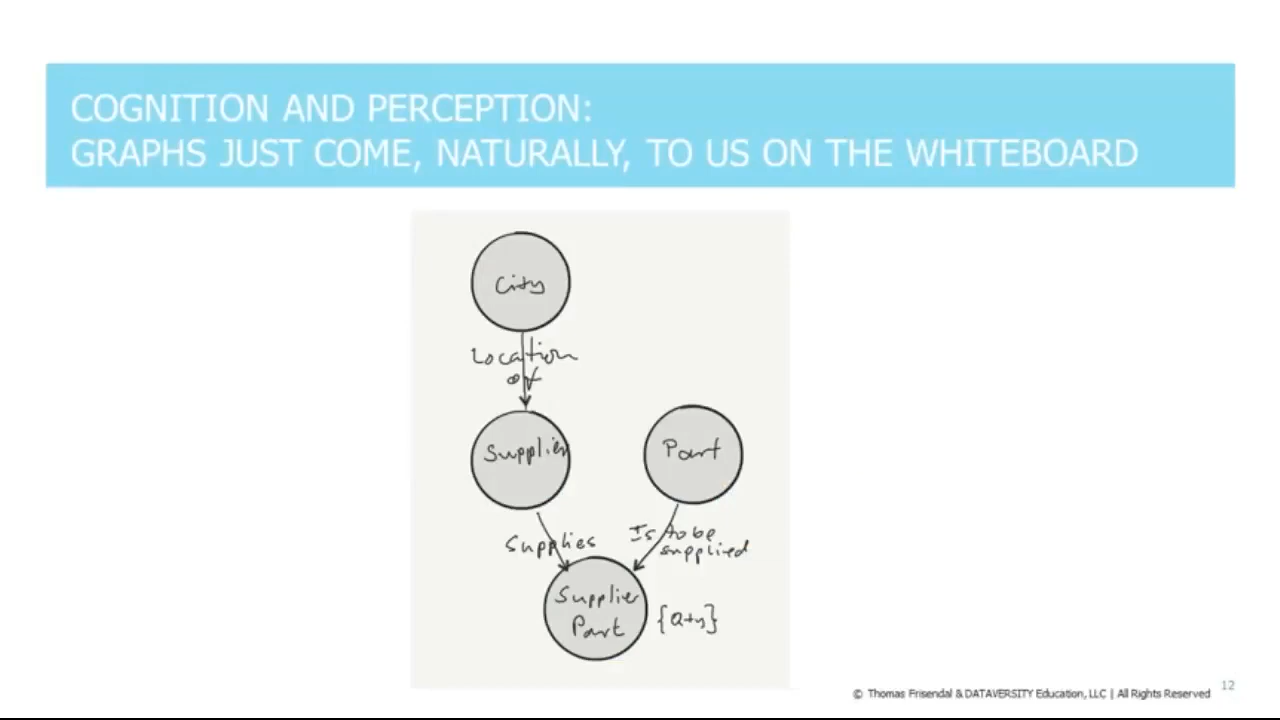 COGNITION AND PERCEPTION:
GRAPHS JUST COME, NATURALLY, TO US ON THE WHITEBOARD
City
Location
of
Supplier
Part
Supplies
Is to be
supplied
Supplier
Part
{Qty}
© Thomas Frisendal & DATAVERSITY Education, LLC | All Rights Reserved
12